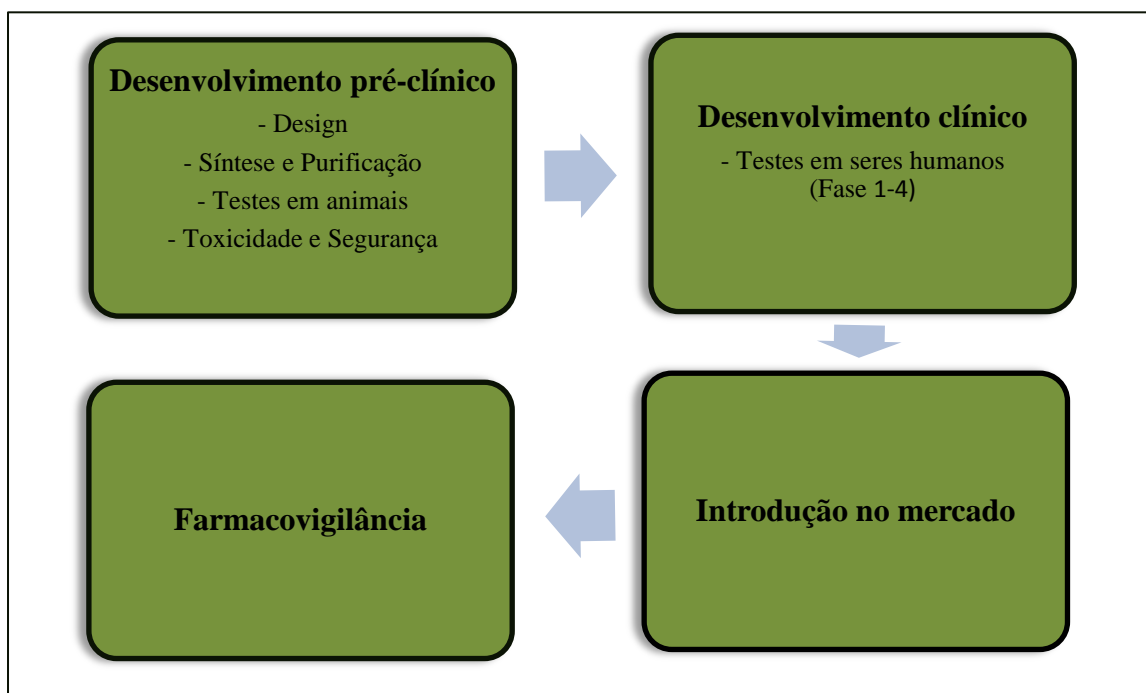 Desenvolvimento pré-clínico
- Design
- Síntese e Purificação
- Testes em animais
- Toxicidade e Segurança
Desenvolvimento clínico
- Testes em seres humanos
(Fase 1-4)
Introdução no mercado
Farmacovigilância